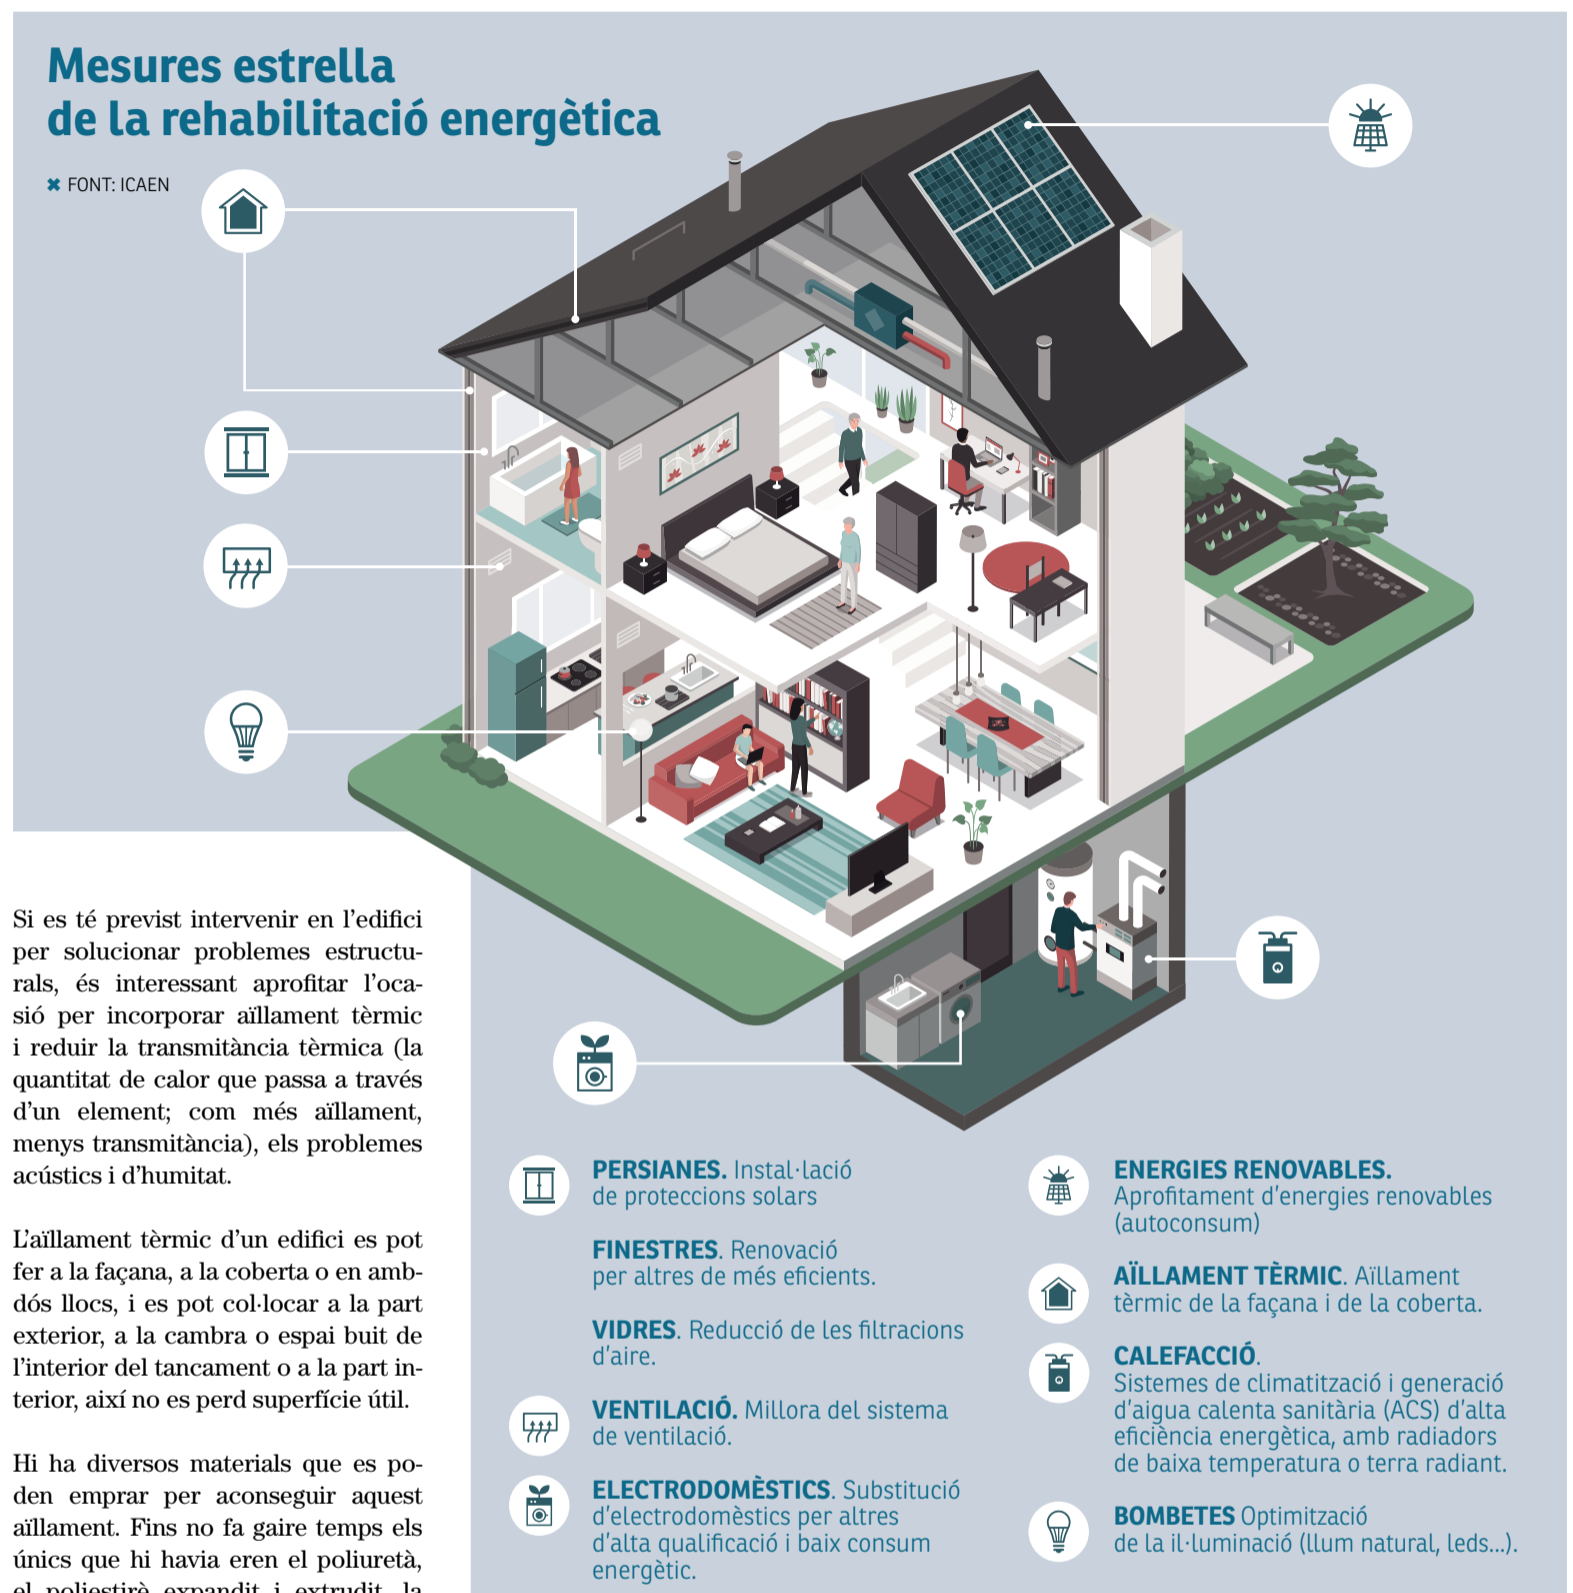 Mesures estrella
de la rehabilitació energètica
✖ FONT: ICAEN
Si es té previst intervenir en l’edifici
per solucionar problemes estructu-
rals, és interessant aprofitar l’oca-
sió per incorporar aïllament tèrmic
i reduir la transmitància tèrmica (la
quantitat de calor que passa a través
d’un element; com més aïllament,
menys transmitància), els problemes
acústics i d’humitat.
L’aïllament tèrmic d’un edifici es pot
fer a la façana, a la coberta o en amb-
dós llocs, i es pot col·locar a la part
exterior, a la cambra o espai buit de
l’interior del tancament o a la part in-
terior, així no es perd superfície útil.
Hi ha diversos materials que es po-
den emprar per aconseguir aquest
aïllament. Fins no fa gaire temps els
únics que hi havia eren el poliuretà,
el poliestirè expandit i extrudit, la
PERSIANES. Instal·lació
de proteccions solars
FINESTRES. Renovació
per altres de més eficients.
VIDRES. Reducció de les filtracions
d’aire.
VENTILACIÓ. Millora del sistema
de ventilació.
ELECTRODOMÈSTICS. Substitució
d’electrodomèstics per altres
d’alta qualificació i baix consum
energètic.
ENERGIES RENOVABLES.
Aprofitament d’energies renovables
(autoconsum)
AÏLLAMENT TÈRMIC. Aïllament
tèrmic de la façana i de la coberta.
CALEFACCIÓ.
Sistemes de climatització i generació
d’aigua calenta sanitària (ACS) d’alta
eficiència energètica, amb radiadors
de baixa temperatura o terra radiant.
BOMBETES Optimització
de la il·luminació (llum natural, leds...).